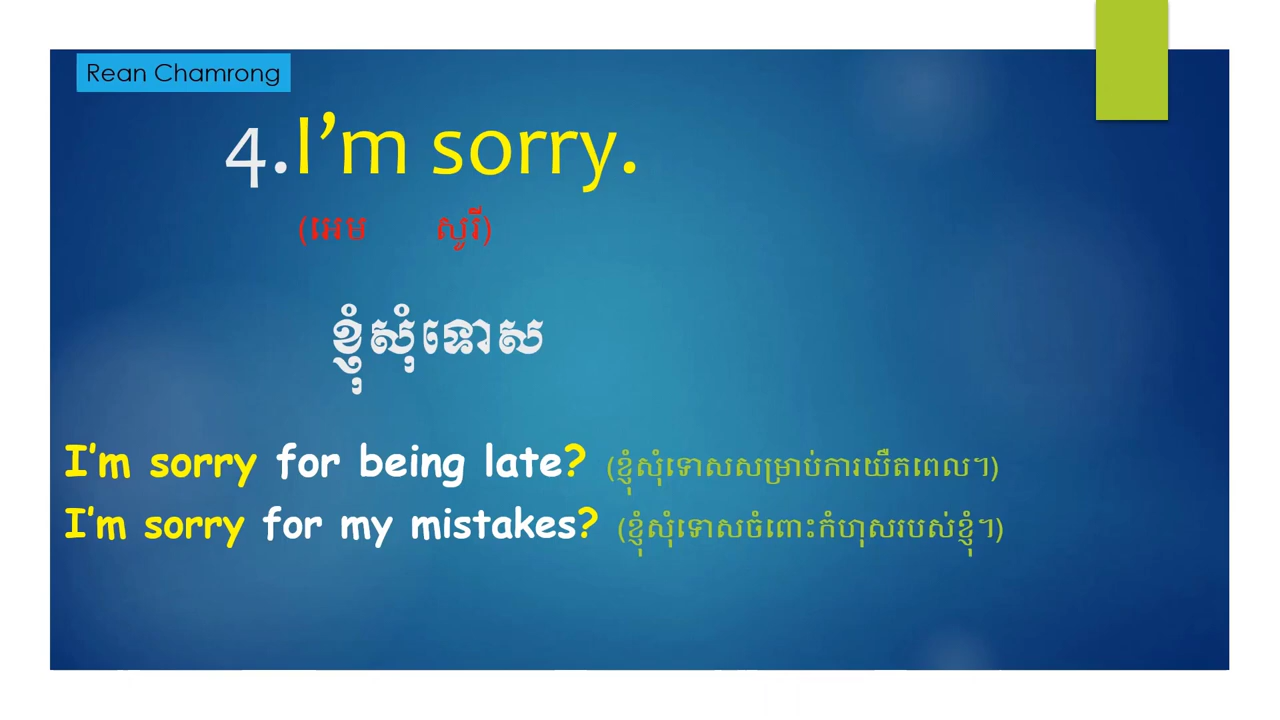 Rean Chamrong
4.I’m sorry.
(អេម សូរី)
ខ្ញុំសុំទោស
I’m sorry for being late? (ខ្ញុំសុំទោសសម្រាប់ការយឺតពេល។)
I’m sorry for my mistakes? (ខ្ញុំសុំទោសចំពោះកំហុសរបស់ខ្ញុំ។)